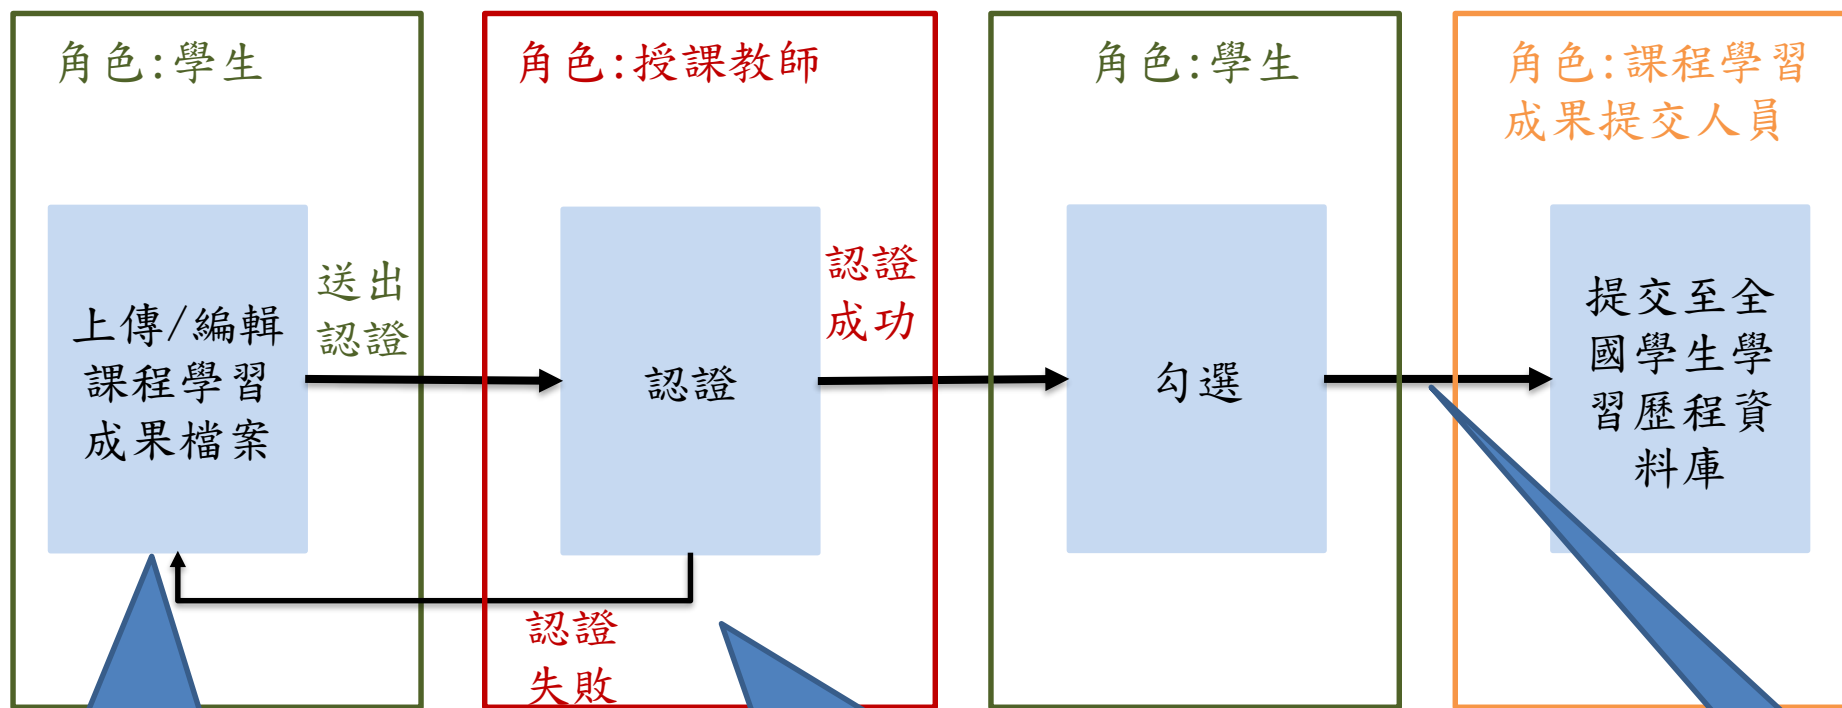 角色:學生
上傳/編輯
課程學習
成果檔案
送出
認證
角色:授課教師
認證
認證
成功
認證
失敗
角色:學生
勾選
角色:課程學習
成果提交人員
提交至全
國學生學
習歷程資
料庫